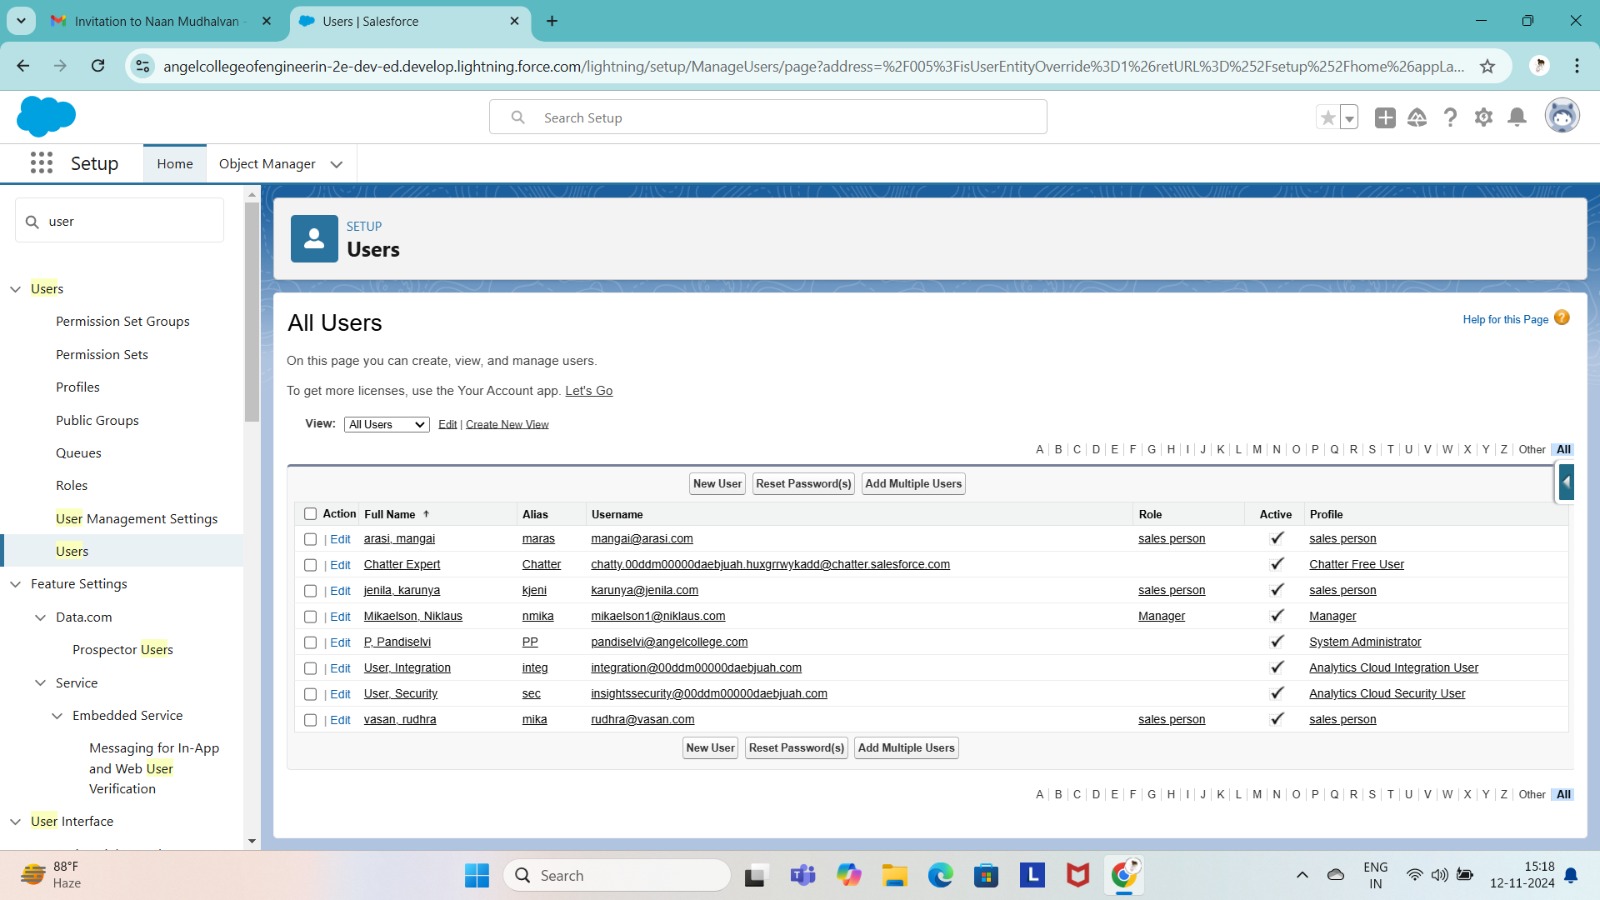 Invitation to Naan Mudhalvan
Users | Salesforce
angelcollegeofengineerin-2e-dev-ed.develop.lightning.force.com/lightning/setup/ManageUsers/page?address=%2F005%3FisUserEntityOverride%3D1%26retURL%3D%252Fsetup%252Fhome%26appLa...
Search Setup
Setup
Home
Object Manager
user
SETUP
Users
Users
Permission Set Groups
Permission Sets
Profiles
Public Groups
Queues
Roles
User Management Settings
Users
Feature Settings
Data.com
Prospector Users
Service
Embedded Service
Messaging for In-App
and Web User
Verification
User Interface
All Users
Help for this Page ?
On this page you can create, view, and manage users.
To get more licenses, use the Your Account app. Let's Go
View: All Users Edit | Create New View
A | B | C | D | E | F | G | H | I | J | K | L | M | N | O | P | Q | R | S | T | U | V | W | X | Y | Z | Other All
New User Reset Password(s) Add Multiple Users
Action Full Name ↑ Alias Username Role Active Profile
| Edit arasi, mangai maras mangai@arasi.com sales person ✓ sales person
| Edit Chatter Expert Chatter chatty.00ddm00000daebjuah.huxgrrwykadd@chatter.salesforce.com ✓ Chatter Free User
| Edit jenila, karunya kjeni karunya@jenila.com sales person ✓ sales person
| Edit Mikaelson, Niklaus nmika mikaelson1@niklaus.com Manager ✓ Manager
| Edit P, Pandiselvi PP pandiselvi@angelcollege.com ✓ System Administrator
| Edit User, Integration integ integration@00ddm00000daebjuah.com ✓ Analytics Cloud Integration User
| Edit User, Security sec insightssecurity@00ddm00000daebjuah.com ✓ Analytics Cloud Security User
| Edit vasan, rudhra mika rudhra@vasan.com sales person ✓ sales person
New User Reset Password(s) Add Multiple Users
A | B | C | D | E | F | G | H | I | J | K | L | M | N | O | P | Q | R | S | T | U | V | W | X | Y | Z | Other All
88°F
Haze
Search
L
ENG
IN
15:18
12-11-2024